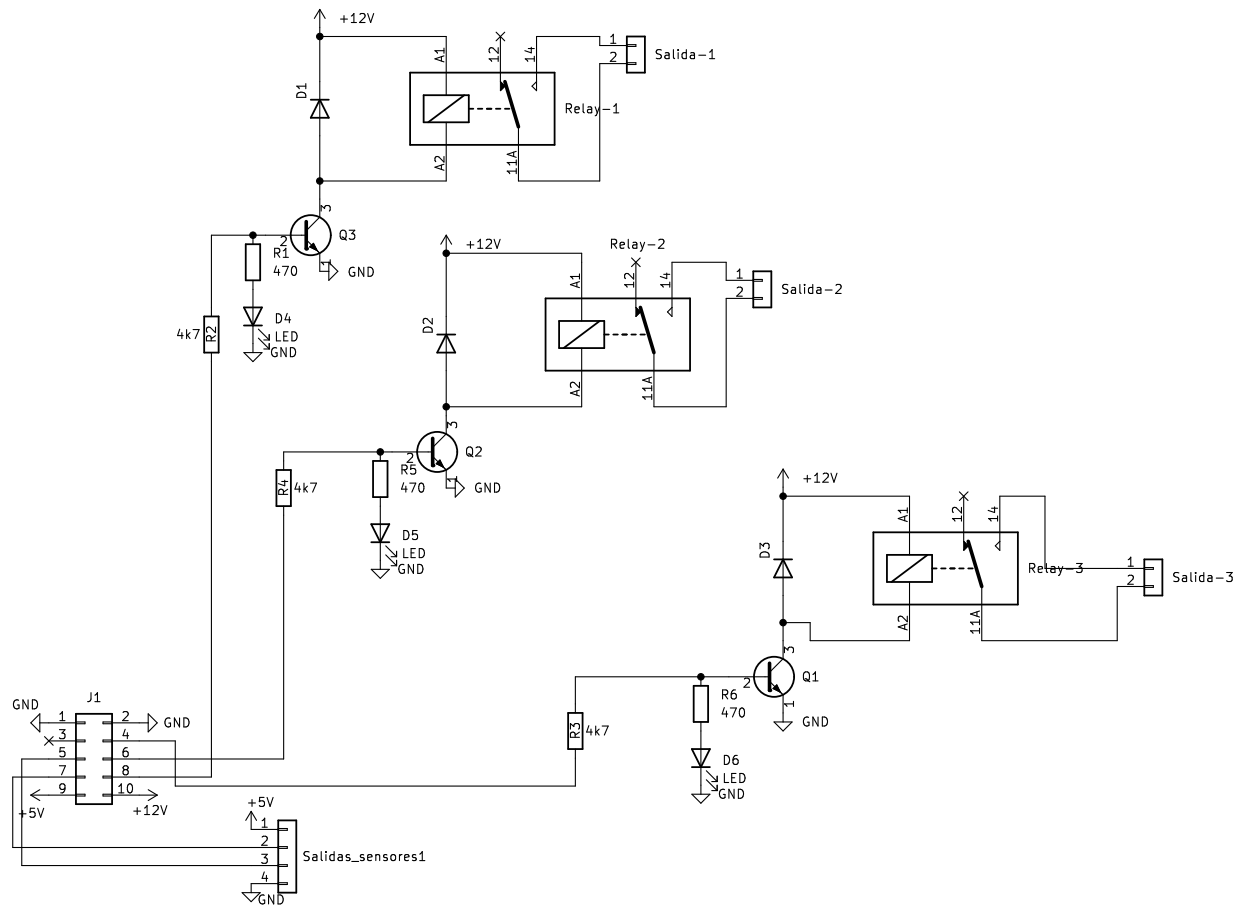 +12V
A1
12
14
1
2
Salida-1
D1
Relay-1
A2
11A
3
2
Q3
1
GND
R1
470
4k7
R2
D4
LED
GND
+12V
Relay-2
A1
12
14
1
2
Salida-2
D2
A2
11A
3
2
Q2
1
GND
R4
4k7
R5
470
D5
LED
GND
+12V
A1
12
14
D3
Relay-3
1
2
Salida-3
A2
11A
3
2
Q1
1
GND
R3
4k7
R6
470
D6
LED
GND
J1
GND
1
2
GND
3
4
5
6
7
8
9
10
+5V
+12V
+5V
1
2
3
4
Salidas_sensores1
GND